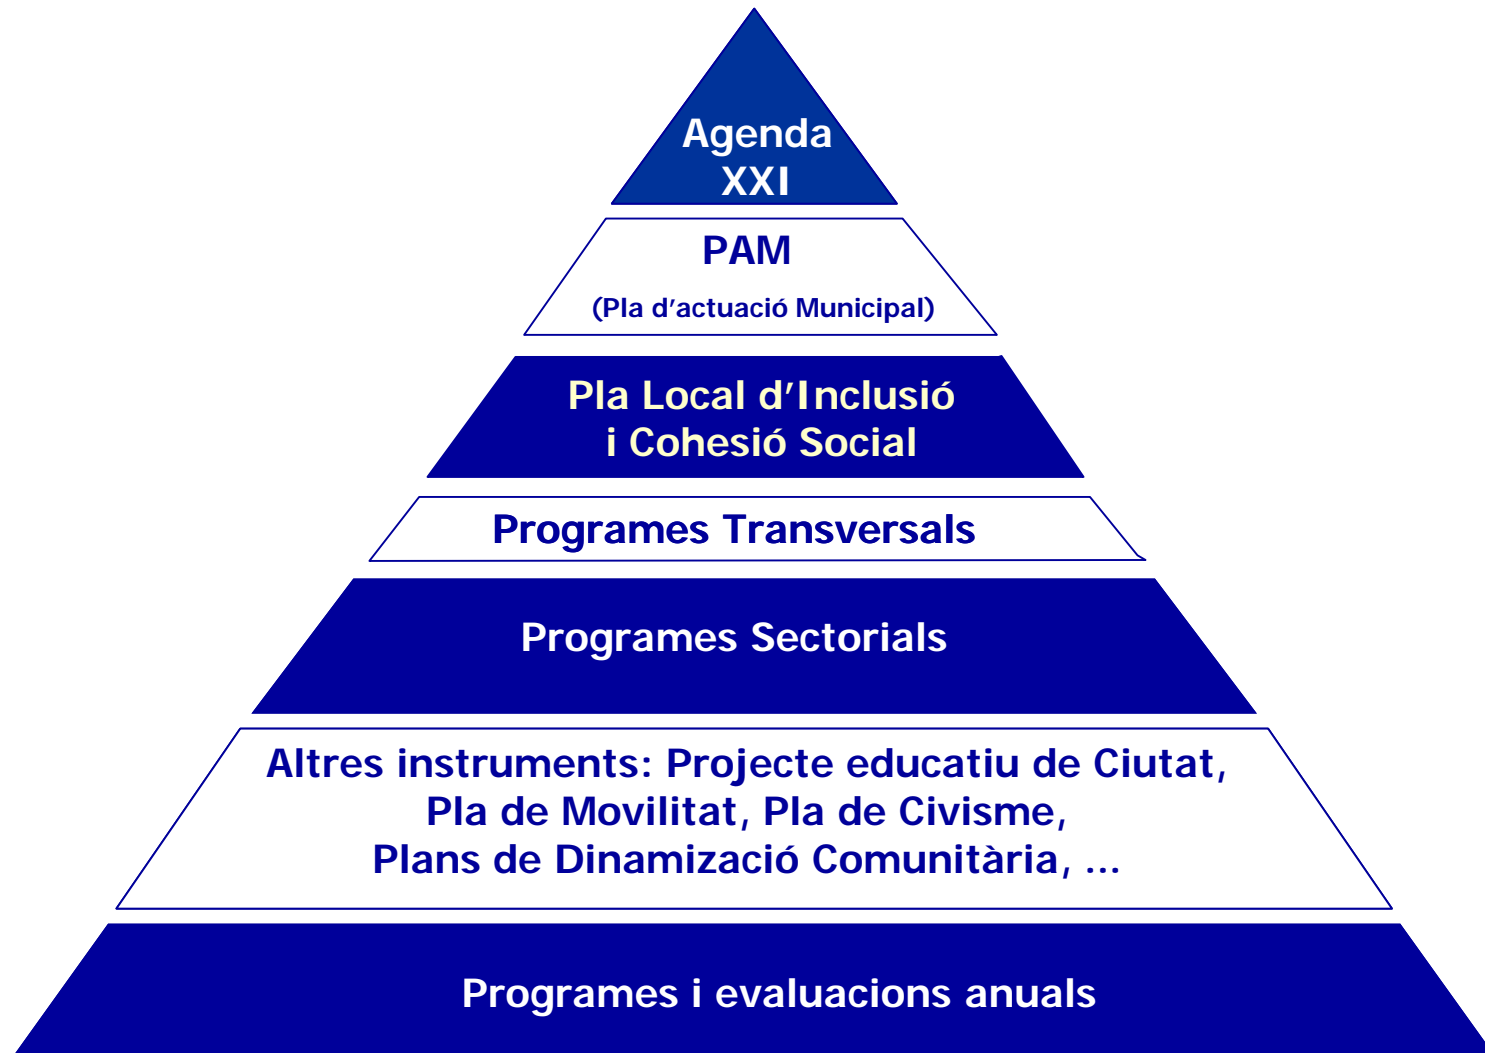 Agenda
XXI
PAM
(Pla d'actuació Municipal)
Pla Local d'Inclusió
i Cohesió Social
Programes Transversals
Programes Sectorials
Altres instruments: Projecte educatiu de Ciutat,
Pla de Movilitat, Pla de Civisme,
Plans de Dinamizació Comunitària, ...
Programes i evaluacions anuals